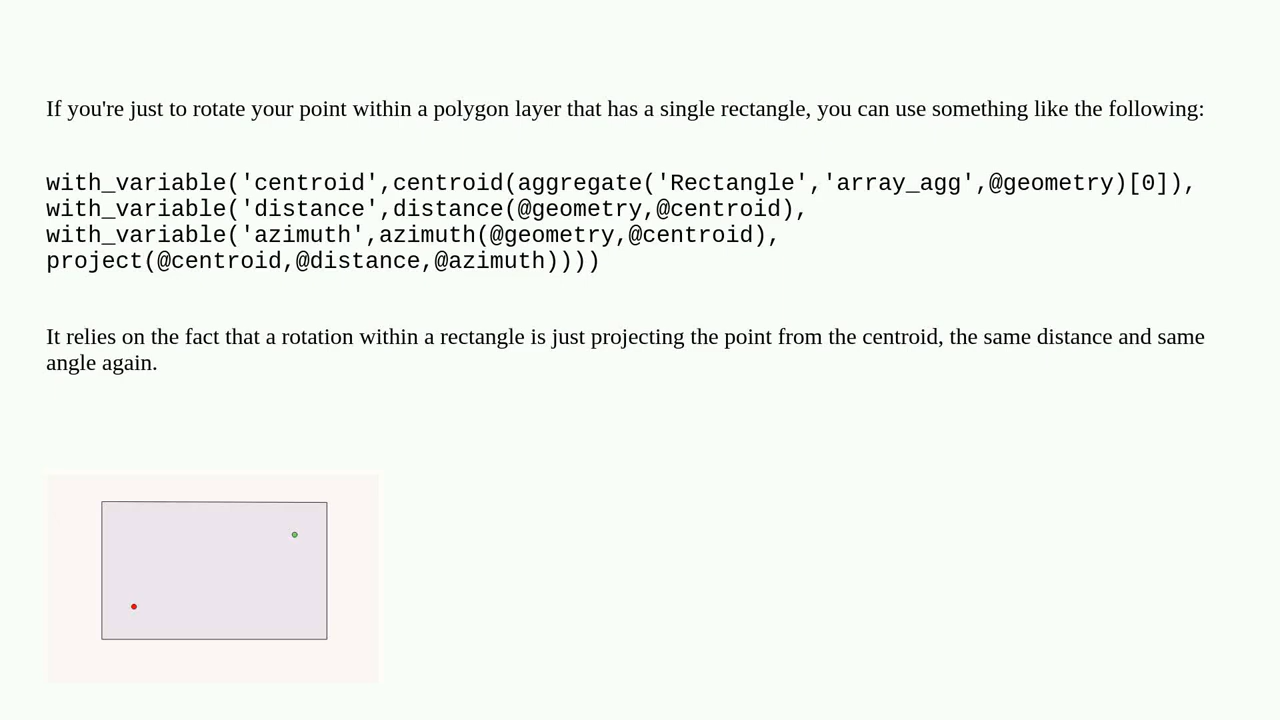 If you're just to rotate your point within a polygon layer that has a single rectangle, you can use something like the following:
with_variable('centroid',centroid(aggregate('Rectangle','array_agg',@geometry)[0]),
with_variable('distance',distance(@geometry,@centroid),
with_variable('azimuth',azimuth(@geometry,@centroid),
project(@centroid,@distance,@azimuth))))
It relies on the fact that a rotation within a rectangle is just projecting the point from the centroid, the same distance and same
angle again.